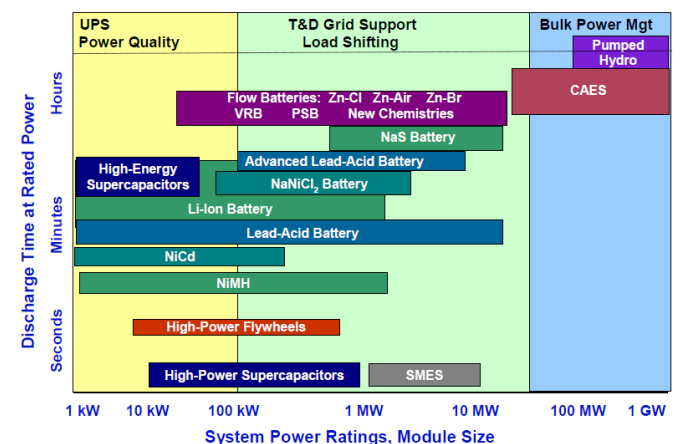 UPS
Power Quality
T&D Grid Support
Load Shifting
Bulk Power Mgt
Pumped
Hydro
CAES
Flow Batteries: Zn-Cl Zn-Air Zn-Br
VRB PSB New Chemistries
NaS Battery
Advanced Lead-Acid Battery
High-Energy
Supercapacitors
NaNiCl₂ Battery
Li-Ion Battery
Lead-Acid Battery
NiCd
NiMH
High-Power Flywheels
High-Power Supercapacitors
SMES
Discharge Time at Rated Power
Hours
Minutes
Seconds
1 kW 10 kW 100 kW 1 MW 10 MW 100 MW 1 GW
System Power Ratings, Module Size